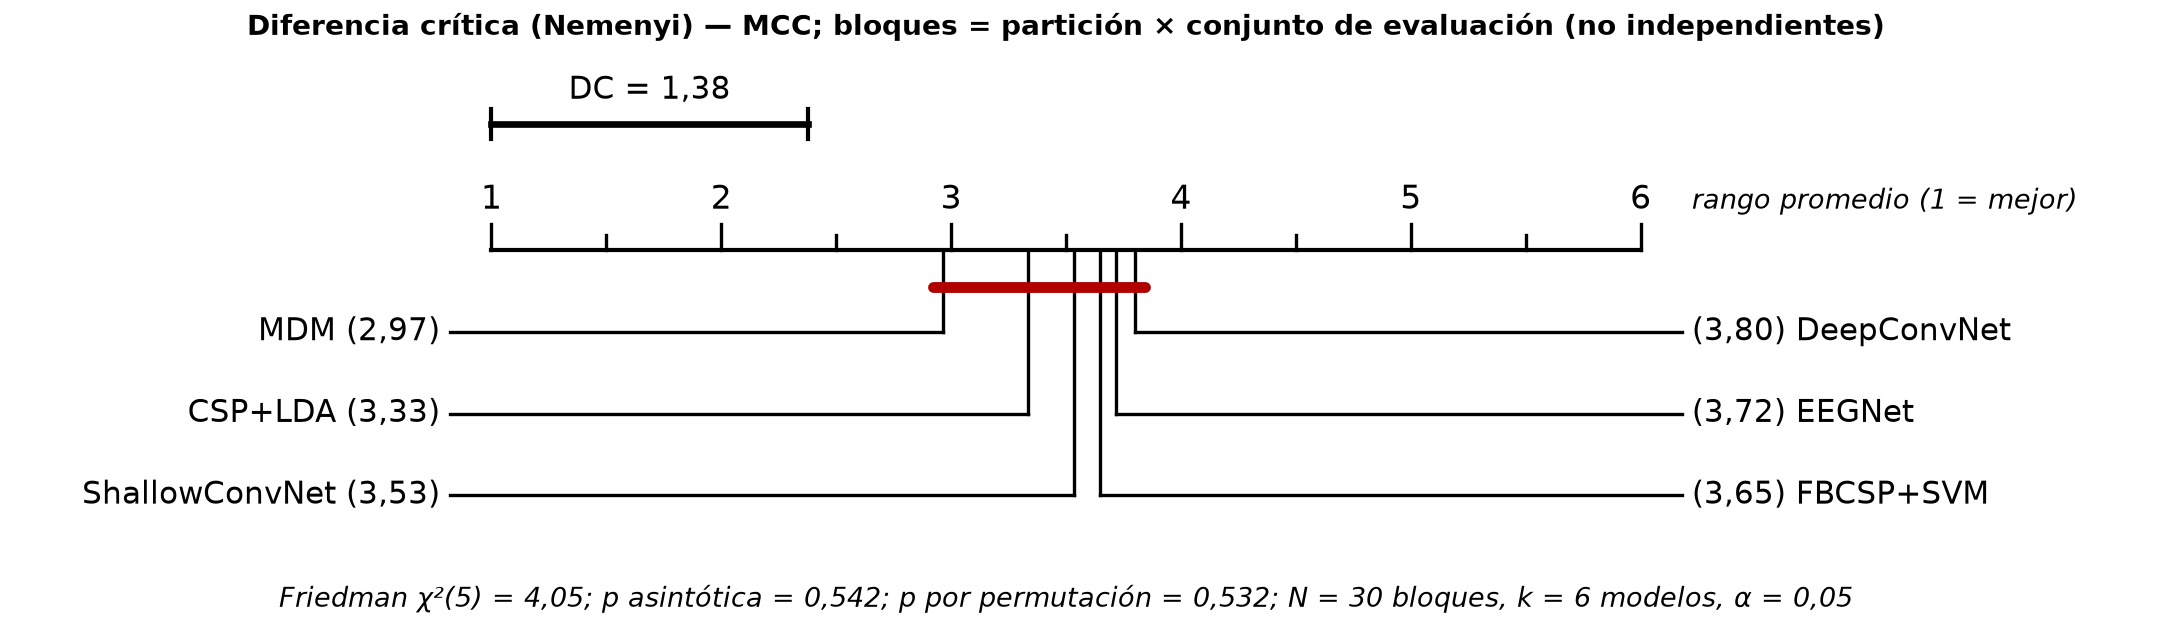 Diferencia crítica (Nemenyi) — MCC; bloques = partición × conjunto de evaluación (no independientes)
DC = 1,38
1 2 3 4 5 6 rango promedio (1 = mejor)
MDM (2,97) (3,80) DeepConvNet
CSP+LDA (3,33) (3,72) EEGNet
ShallowConvNet (3,53) (3,65) FBCSP+SVM
Friedman χ²(5) = 4,05; p asintótica = 0,542; p por permutación = 0,532; N = 30 bloques, k = 6 modelos, α = 0,05